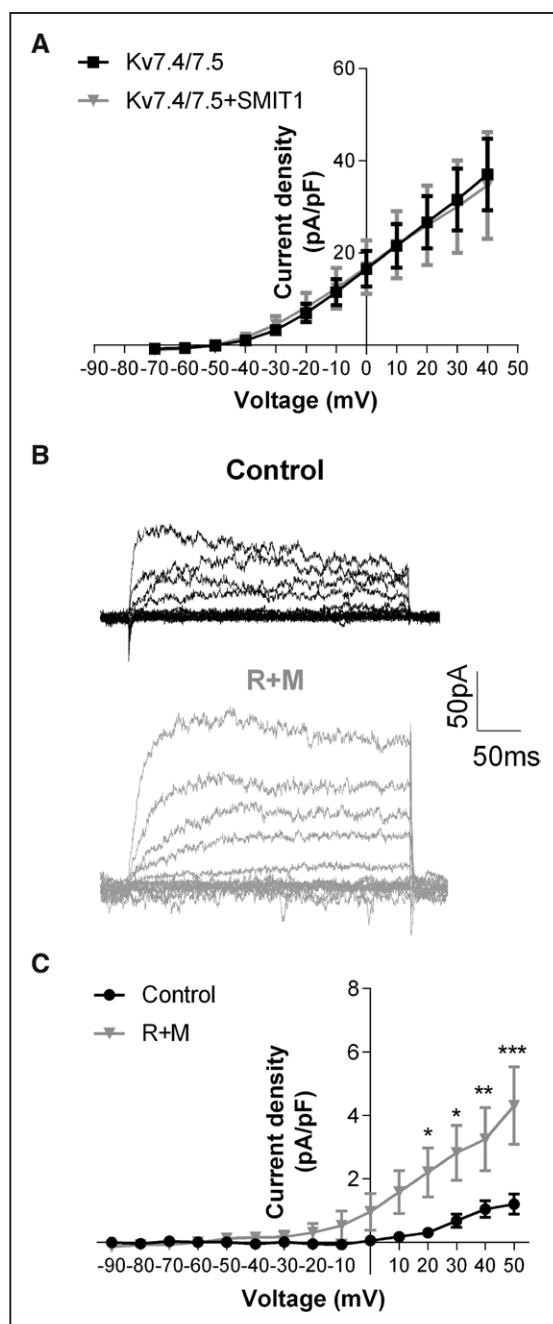 A
Kv7.4/7.5
Kv7.4/7.5+SMIT1
60
40
20
Current density
(pA/pF)
-90 -80 -70 -60 -50 -40 -30 -20 -10 0 10 20 30 40 50
Voltage (mV)
B
Control
R+M
50pA
50ms
C
Control
R+M
8
6
4
2
Current density
(pA/pF)
* * ** ***
-90 -80 -70 -60 -50 -40 -30 -20 -10 10 20 30 40 50
Voltage (mV)